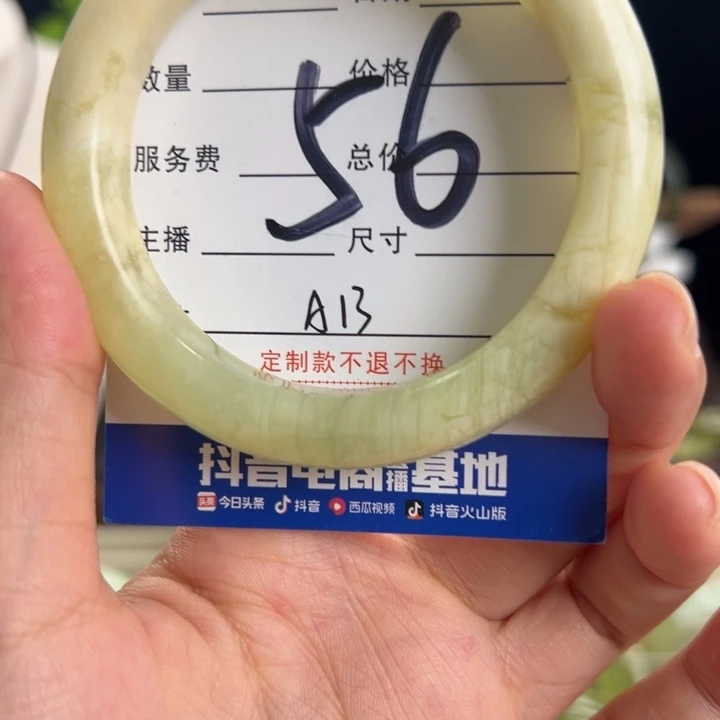 数量 价格
56
服务费 总价
主播 尺寸
A13
定制款不退不换
抖音电商直播基地
头条 今日头条 抖音 西瓜视频 抖音火山版